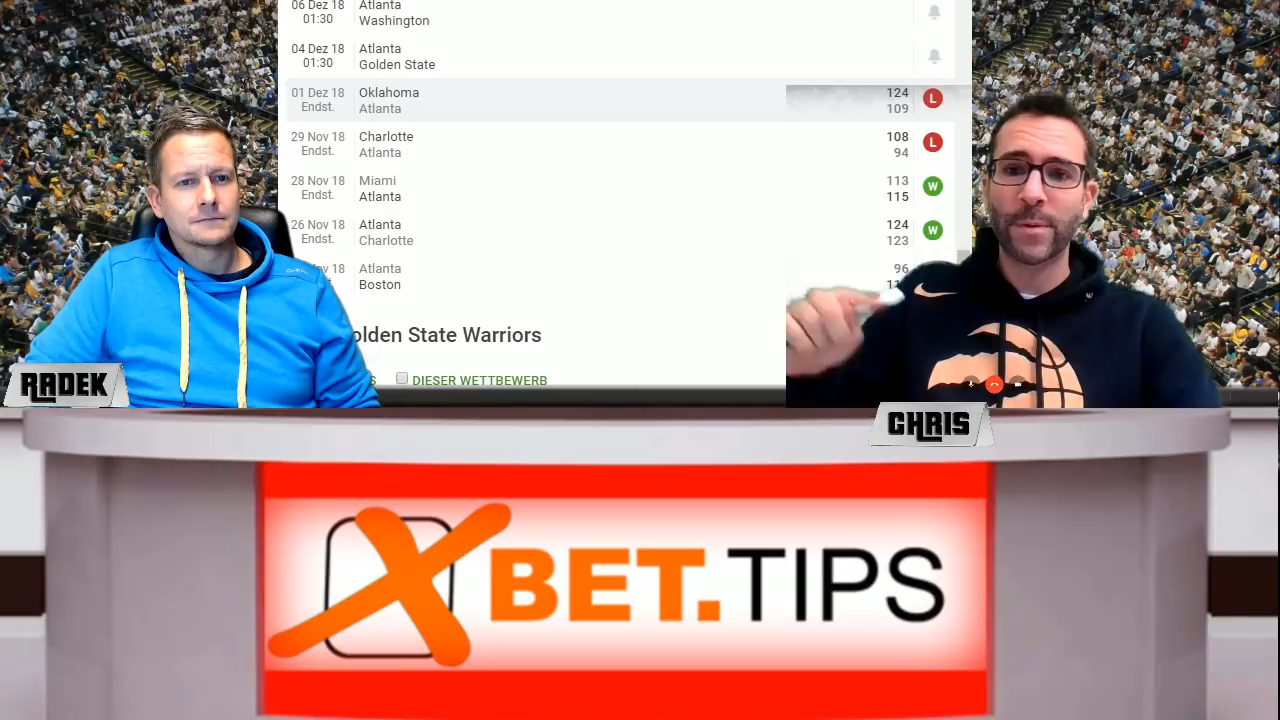 06 Dez 18 Atlanta
01:30 Washington
04 Dez 18 Atlanta
01:30 Golden State
01 Dez 18 Oklahoma 124 L
Endst. Atlanta 109
29 Nov 18 Charlotte 108 L
Endst. Atlanta 94
28 Nov 18 Miami 113 W
Endst. Atlanta 115
26 Nov 18 Atlanta 124 W
Endst. Charlotte 123
18 Atlanta 96
Boston
olden State Warriors
DIESER WETTBEWERB
RADEK
CHRIS
XBET.TIPS